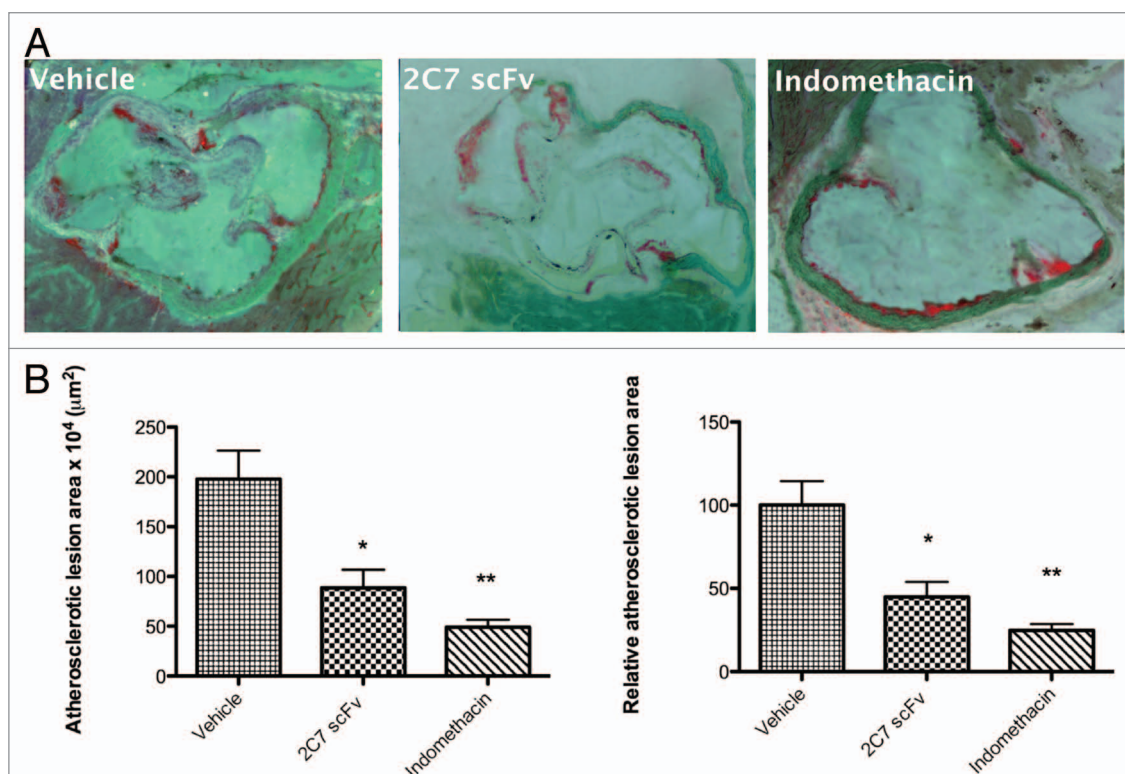 A
Vehicle
2C7 scFv
Indomethacin
B
Atherosclerotic lesion area x 10⁴ (µm²)
250
200
150
100
50
0
*
**
Vehicle
2C7 scFv
Indomethacin
Relative atherosclerotic lesion area
150
100
50
0
*
**
Vehicle
2C7 scFv
Indomethacin